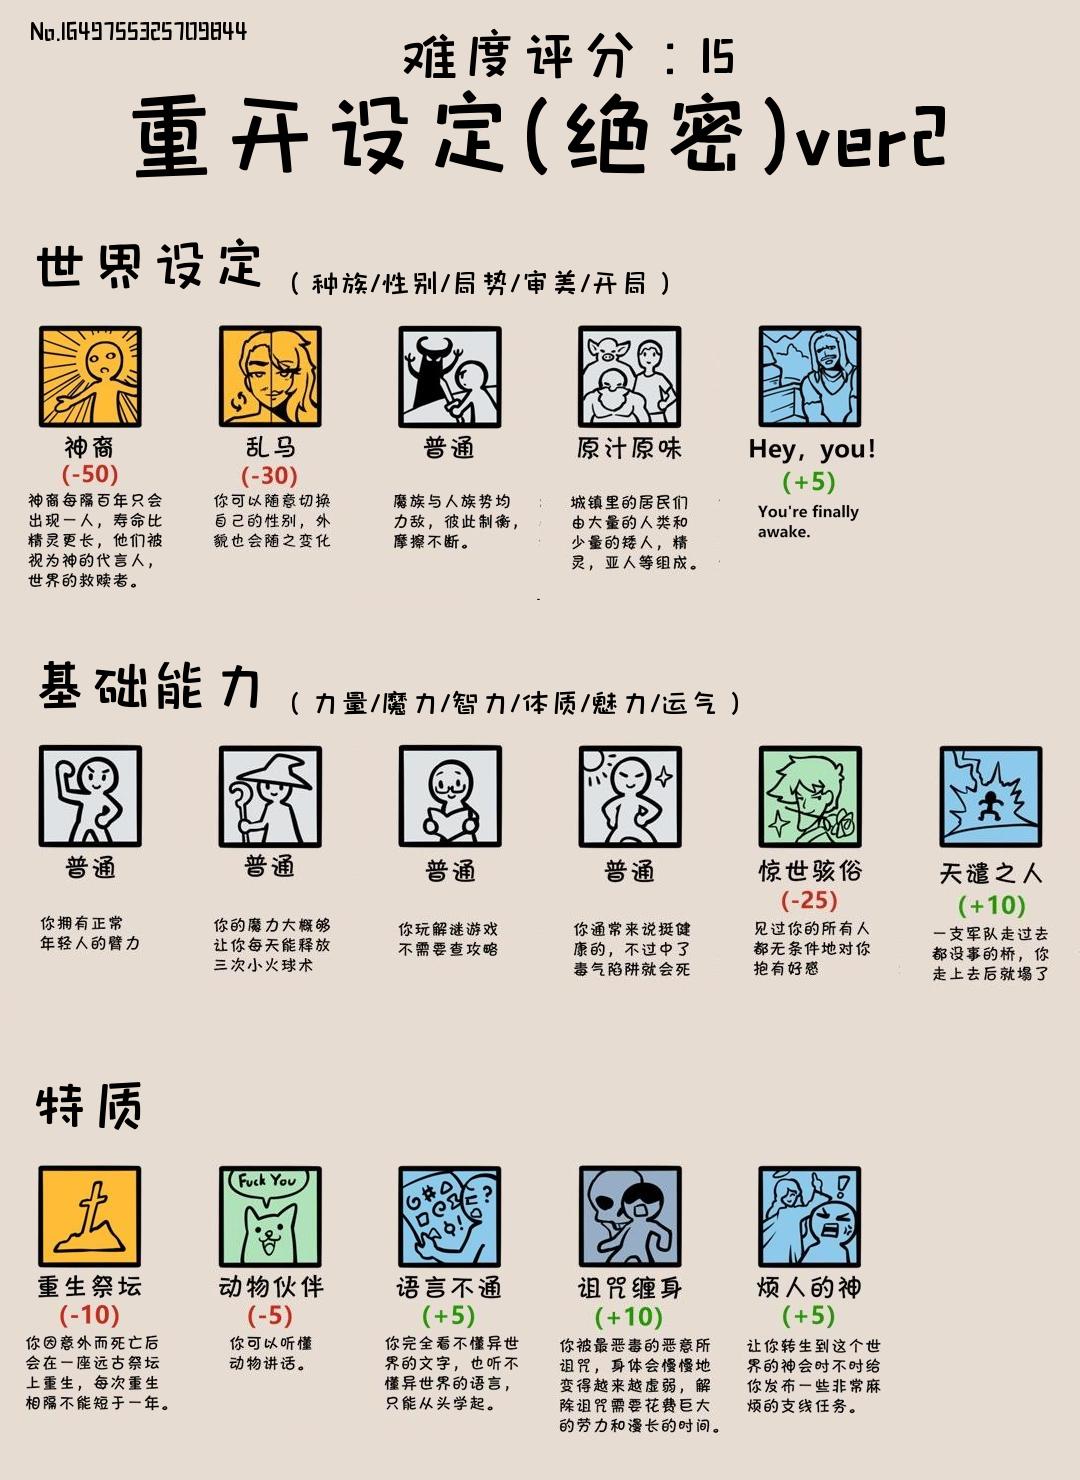 No.1649755325709844
难度评分：15
重开设定(绝密)ver2
世界设定（种族/性别/局势/审美/开局）
神裔
(-50)
神裔每隔百年只会
出现一人，寿命比
精灵更长，他们被
视为神的代言人，
世界的救赎者。
乱马
(-30)
你可以随意切换
自己的性别，外
貌也会随之变化
普通
魔族与人族势均
力敌，彼此制衡，
摩擦不断。
原汁原味
城镇里的居民们
由大量的人类和
少量的矮人，精
灵，亚人等组成。
Hey, you!
(+5)
You're finally
awake.
基础能力（力量/魔力/智力/体质/魅力/运气）
普通
你拥有正常
年轻人的臂力
普通
你的魔力大概够
让你每天能释放
三次小火球术
普通
你玩解谜游戏
不需要查攻略
普通
你通常来说挺健
康的，不过中了
毒气陷阱就会死
惊世骇俗
(-25)
见过你的所有人
都无条件地对你
抱有好感
天谴之人
(+10)
一支军队走过去
都没事的桥，你
走上去后就塌了
特质
重生祭坛
(-10)
你因意外而死亡后
会在一座远古祭坛
上重生，每次重生
相隔不能短于一年。
Fuck You
动物伙伴
(-5)
你可以听懂
动物讲话。
语言不通
(+5)
你完全看不懂异世
界的文字，也听不
懂异世界的语言，
只能从头学起。
诅咒缠身
(+10)
你被最恶毒的恶意所
诅咒，身体会慢慢地
变得越来越虚弱，解
除诅咒需要花费巨大
的劳力和漫长的时间。
烦人的神
(+5)
让你转生到这个世
界的神会时不时给
你发布一些非常麻
烦的支线任务。